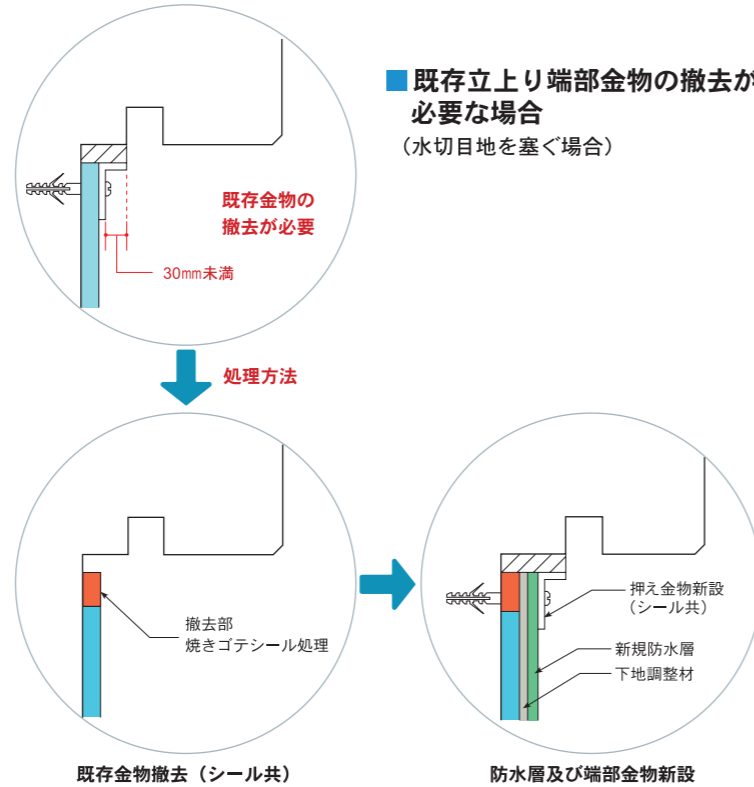 ■既存立上り端部金物の撤去が
必要な場合
（水切目地を塞ぐ場合）
既存金物の
撤去が必要
30㎜未満
処理方法
撤去部
焼きゴテシール処理
押え金物新設
（シール共）
新規防水層
下地調整材
既存金物撤去（シール共）
防水層及び端部金物新設